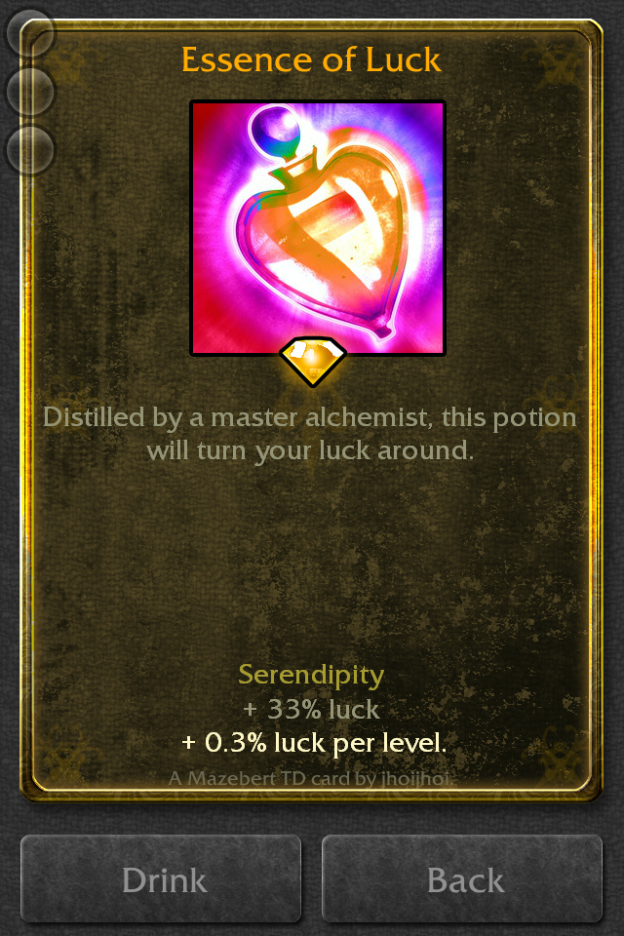 Essence of Luck
Distilled by a master alchemist, this potion
will turn your luck around.
Serendipity
+ 33% luck
+ 0.3% luck per level.
A Mazebert TD card by jhoijhoi.
Drink
Back